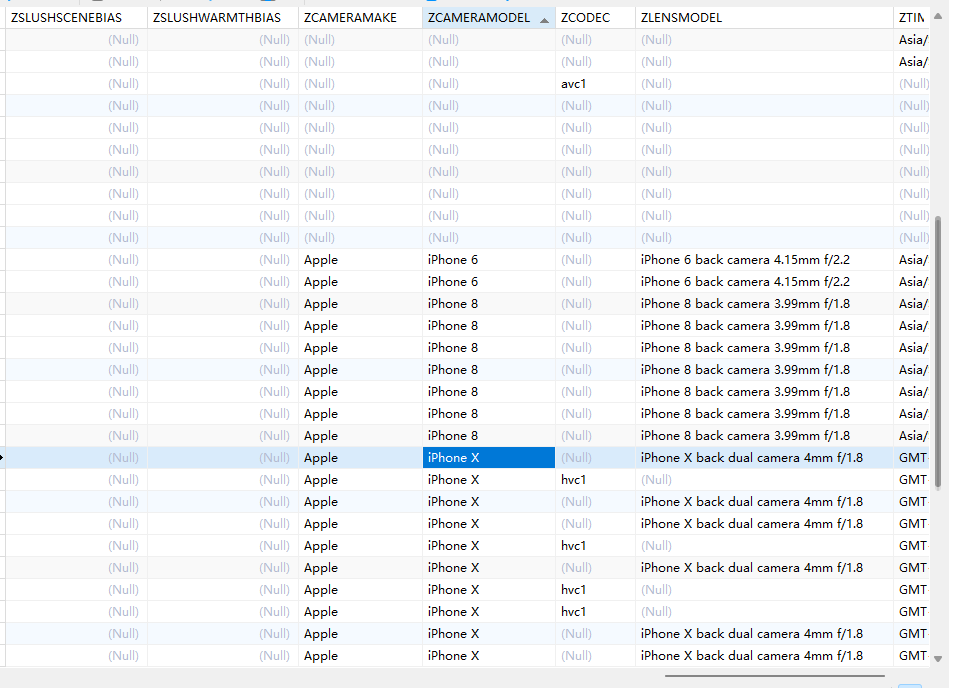 ZSLUSHSCENEBIAS ZSLUSHWARMTHBIAS ZCAMERAMAKE ZCAMERAMODEL ZCODEC ZLENSMODEL ZTIM
(Null) (Null) (Null) (Null) (Null) (Null) Asia/
(Null) (Null) (Null) (Null) (Null) (Null) Asia/
(Null) (Null) (Null) (Null) avc1 (Null) (Null)
(Null) (Null) (Null) (Null) (Null) (Null) (Null)
(Null) (Null) (Null) (Null) (Null) (Null) (Null)
(Null) (Null) (Null) (Null) (Null) (Null) (Null)
(Null) (Null) (Null) (Null) (Null) (Null) (Null)
(Null) (Null) (Null) (Null) (Null) (Null) (Null)
(Null) (Null) (Null) (Null) (Null) (Null) (Null)
(Null) (Null) (Null) (Null) (Null) (Null) (Null)
(Null) (Null) Apple iPhone 6 (Null) iPhone 6 back camera 4.15mm f/2.2 Asia/
(Null) (Null) Apple iPhone 6 (Null) iPhone 6 back camera 4.15mm f/2.2 Asia/
(Null) (Null) Apple iPhone 8 (Null) iPhone 8 back camera 3.99mm f/1.8 Asia/
(Null) (Null) Apple iPhone 8 (Null) iPhone 8 back camera 3.99mm f/1.8 Asia/
(Null) (Null) Apple iPhone 8 (Null) iPhone 8 back camera 3.99mm f/1.8 Asia/
(Null) (Null) Apple iPhone 8 (Null) iPhone 8 back camera 3.99mm f/1.8 Asia/
(Null) (Null) Apple iPhone 8 (Null) iPhone 8 back camera 3.99mm f/1.8 Asia/
(Null) (Null) Apple iPhone 8 (Null) iPhone 8 back camera 3.99mm f/1.8 Asia/
(Null) (Null) Apple iPhone 8 (Null) iPhone 8 back camera 3.99mm f/1.8 Asia/
(Null) (Null) Apple iPhone X (Null) iPhone X back dual camera 4mm f/1.8 GMT
(Null) (Null) Apple iPhone X hvc1 (Null) GMT
(Null) (Null) Apple iPhone X (Null) iPhone X back dual camera 4mm f/1.8 GMT
(Null) (Null) Apple iPhone X (Null) iPhone X back dual camera 4mm f/1.8 GMT
(Null) (Null) Apple iPhone X hvc1 (Null) GMT
(Null) (Null) Apple iPhone X (Null) iPhone X back dual camera 4mm f/1.8 GMT
(Null) (Null) Apple iPhone X hvc1 (Null) GMT
(Null) (Null) Apple iPhone X hvc1 (Null) GMT
(Null) (Null) Apple iPhone X (Null) iPhone X back dual camera 4mm f/1.8 GMT
(Null) (Null) Apple iPhone X (Null) iPhone X back dual camera 4mm f/1.8 GMT